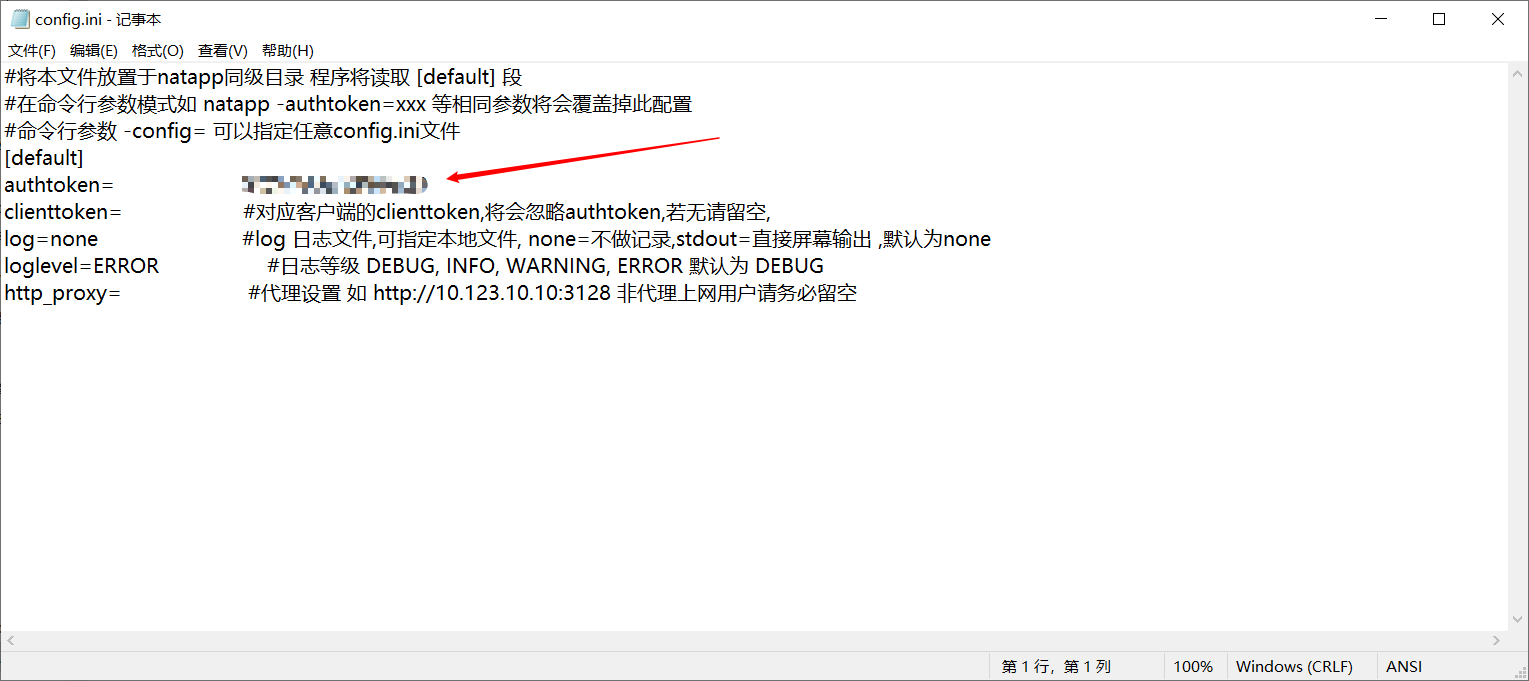 config.ini - 记事本
文件(F) 编辑(E) 格式(O) 查看(V) 帮助(H)
#将本文件放置于natapp同级目录 程序将读取 [default] 段
#在命令行参数模式如 natapp -authtoken=xxx 等相同参数将会覆盖掉此配置
#命令行参数 -config= 可以指定任意config.ini文件
[default]
authtoken=
clienttoken= #对应客户端的clienttoken,将会忽略authtoken,若无请留空,
log=none #log 日志文件,可指定本地文件, none=不做记录,stdout=直接屏幕输出 ,默认为none
loglevel=ERROR #日志等级 DEBUG, INFO, WARNING, ERROR 默认为 DEBUG
http_proxy= #代理设置 如 http://10.123.10.10:3128 非代理上网用户请务必留空
第 1 行，第 1 列 100% Windows (CRLF) ANSI